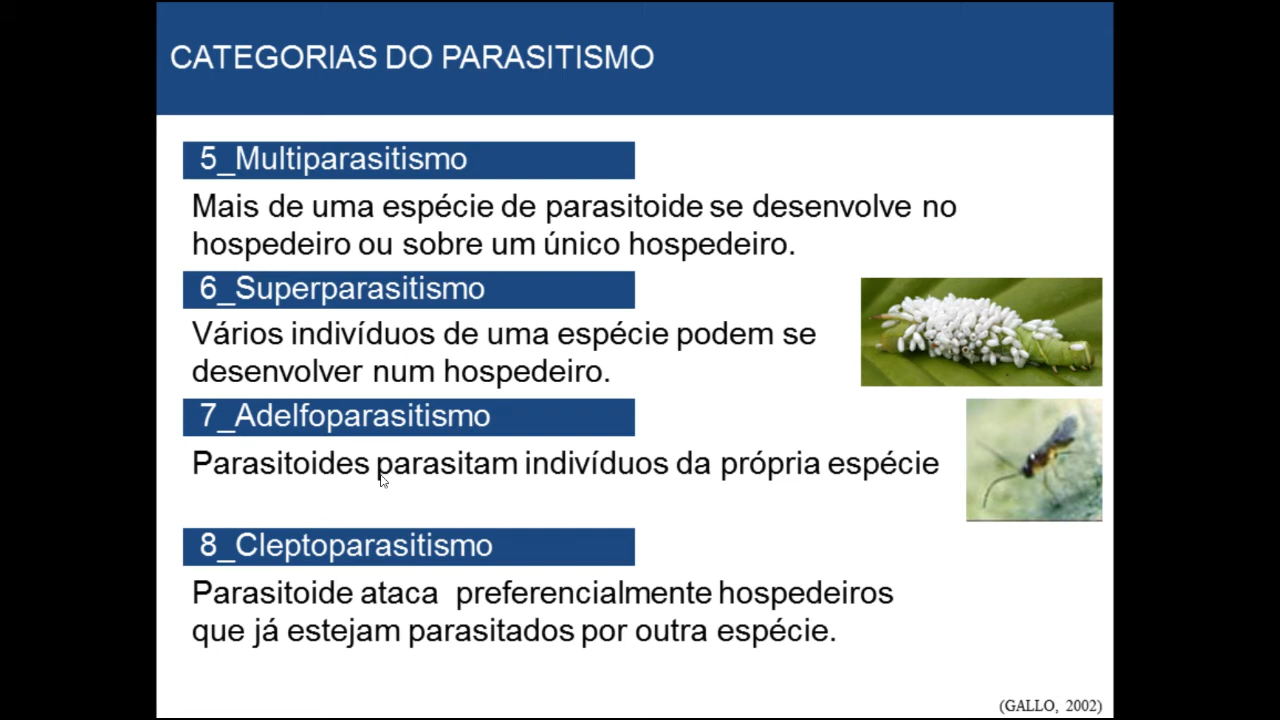 CATEGORIAS DO PARASITISMO
5_Multiparasitismo
Mais de uma espécie de parasitoide se desenvolve no
hospedeiro ou sobre um único hospedeiro.
6_Superparasitismo
Vários indivíduos de uma espécie podem se
desenvolver num hospedeiro.
7_Adelfoparasitismo
Parasitoides parasitam indivíduos da própria espécie
8_Cleptoparasitismo
Parasitoide ataca  preferencialmente hospedeiros
que já estejam parasitados por outra espécie.
(GALLO, 2002)